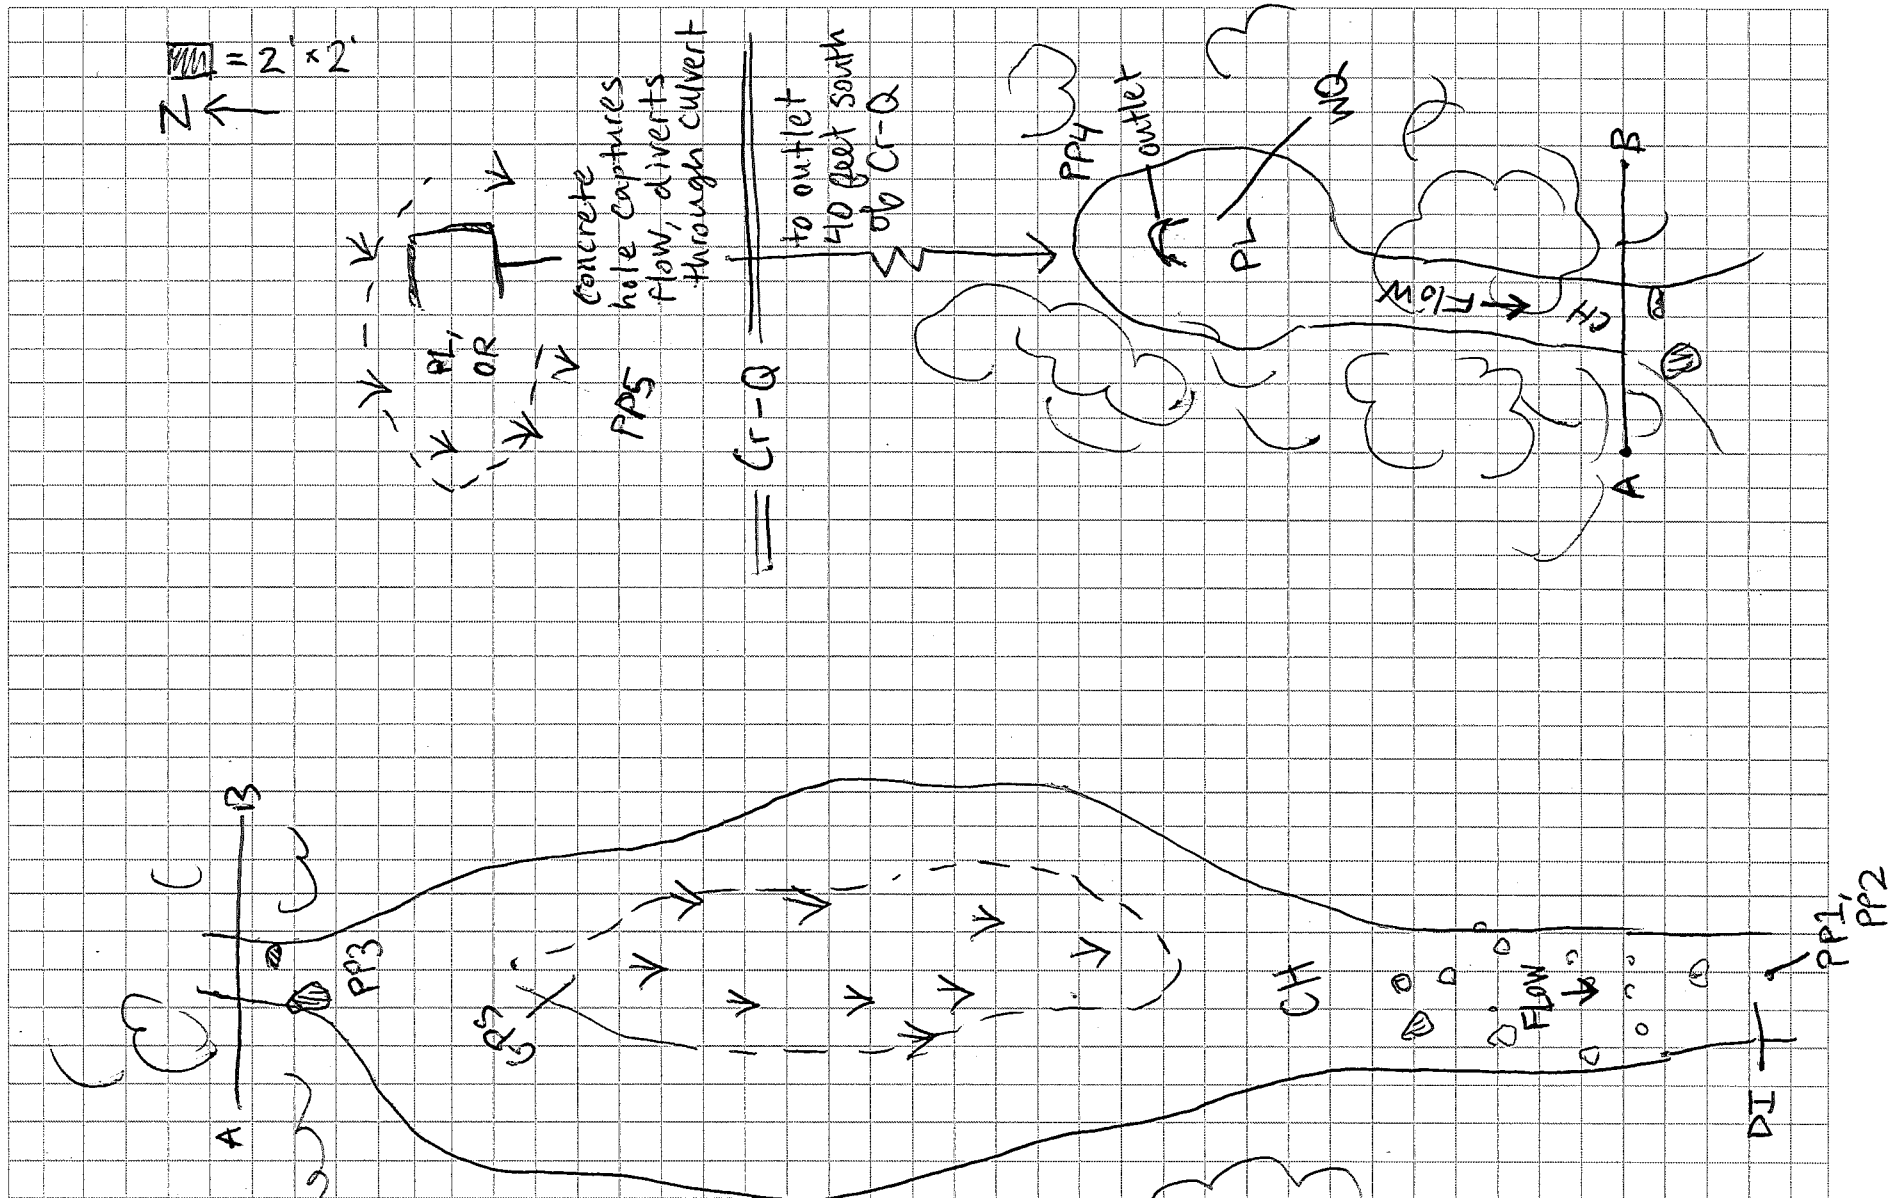 = 2' × 2'
N
PL,
OR
PP5
Concrete
hole captures
flow, diverts
through culvert
Cr-Q
to outlet
40 feet south
of Cr-Q
PP4
outlet
WQ
PL
Flow
CH
A
B
A
B
PP3
CH
FLOW
DI
PP1,
PP2